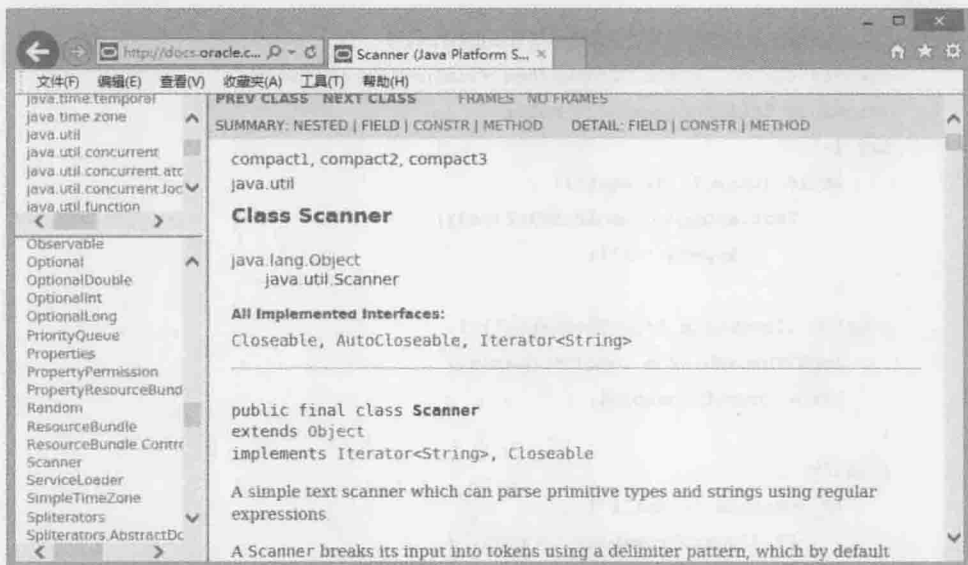 http://docs.oracle.c...
Scanner (Java Platform S... ×
文件(F) 编辑(E) 查看(V) 收藏夹(A) 工具(T) 帮助(H)
java.time.temporal
java.time.zone
java.util
java.util.concurrent
java.util.concurrent.atc
java.util.concurrent.loc
java.util.function
Observable
Optional
OptionalDouble
OptionalInt
OptionalLong
PriorityQueue
Properties
PropertyPermission
PropertyResourceBund
Random
ResourceBundle
ResourceBundle.Contro
Scanner
ServiceLoader
SimpleTimeZone
Spliterators
Spliterators.AbstractDo
PREV CLASS NEXT CLASS FRAMES NO FRAMES
SUMMARY: NESTED | FIELD | CONSTR | METHOD DETAIL: FIELD | CONSTR | METHOD
compact1, compact2, compact3
java.util
Class Scanner
java.lang.Object
java.util.Scanner
All Implemented Interfaces:
Closeable, AutoCloseable, Iterator<String>
public final class Scanner
extends Object
implements Iterator<String>, Closeable
A simple text scanner which can parse primitive types and strings using regular
expressions
A Scanner breaks its input into tokens using a delimiter pattern, which by default